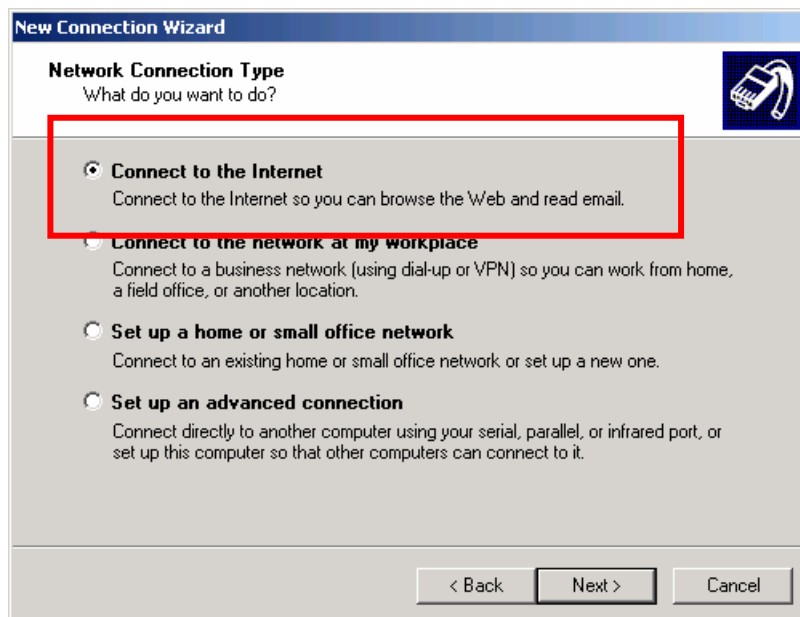 New Connection Wizard
Network Connection Type
What do you want to do?
Connect to the Internet
Connect to the Internet so you can browse the Web and read email.
Connect to the network at my workplace
Connect to a business network (using dial-up or VPN) so you can work from home,
a field office, or another location.
Set up a home or small office network
Connect to an existing home or small office network or set up a new one.
Set up an advanced connection
Connect directly to another computer using your serial, parallel, or infrared port, or
set up this computer so that other computers can connect to it.
< Back Next > Cancel